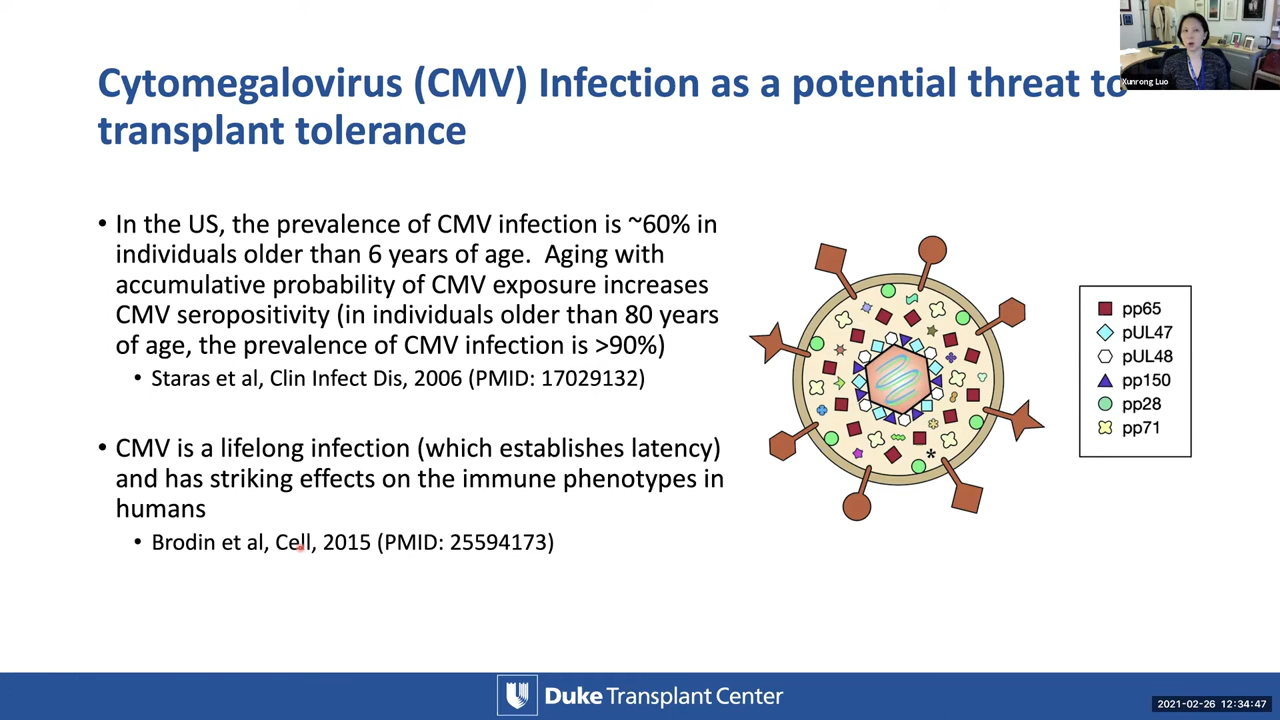 Cytomegalovirus (CMV) Infection as a potential threat to
transplant tolerance
Xunrong Luo
• In the US, the prevalence of CMV infection is ~60% in
individuals older than 6 years of age.  Aging with
accumulative probability of CMV exposure increases
CMV seropositivity (in individuals older than 80 years
of age, the prevalence of CMV infection is >90%)
• Staras et al, Clin Infect Dis, 2006 (PMID: 17029132)
• CMV is a lifelong infection (which establishes latency)
and has striking effects on the immune phenotypes in
humans
• Brodin et al, Cell, 2015 (PMID: 25594173)
pp65
pUL47
pUL48
pp150
pp28
pp71
*
Duke Transplant Center
2021-02-26 12:34:47